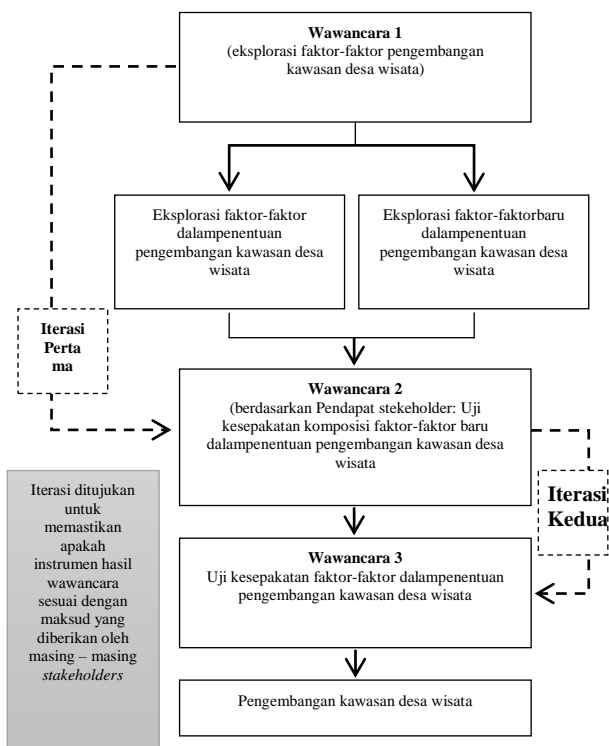 Wawancara 1
(eksplorasi faktor-faktor pengembangan
kawasan desa wisata)
Eksplorasi faktor-faktor
dalampenentuan
pengembangan kawasan desa
wisata
Eksplorasi faktor-faktorbaru
dalampenentuan
pengembangan kawasan desa
wisata
Iterasi
Perta
ma
Wawancara 2
(berdasarkan Pendapat stekeholder: Uji
kesepakatan komposisi faktor-faktor baru
dalampenentuan pengembangan kawasan desa
wisata
Iterasi
Kedua
Iterasi ditujukan
untuk
memastikan
apakah
instrumen hasil
wawancara
sesuai dengan
maksud yang
diberikan oleh
masing – masing
stakeholders
Wawancara 3
Uji kesepakatan faktor-faktor dalampenentuan
pengembangan kawasan desa wisata
Pengembangan kawasan desa wisata